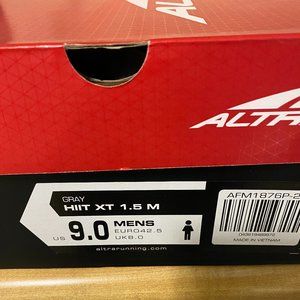 ALTRA
GRAY
HIIT XT 1.5 M
US 9.0 MENS
EURO42.5
UK8.0
altrarunning.com
AFM1876P-2
MADE IN VIETNAM